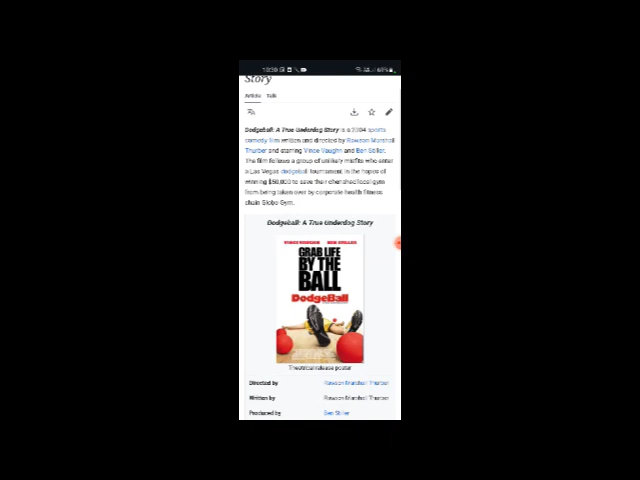 Story
Article Talk
Dodgeball: A True Underdog Story is a 2004 sports
comedy film written and directed by Rawson Marshall
Thurber and starring Vince Vaughn and Ben Stiller.
The film follows a group of unlikely misfits who enter
a Las Vegas dodgeball tournament in the hopes of
winning $50,000 to save their cherished local gym
from being taken over by corporate health fitness
chain Globo Gym.
Dodgeball: A True Underdog Story
VINCE VAUGHN BEN STILLER
GRAB LIFE
BY THE
BALL
DodgeBall
Theatrical release poster
Directed by Rawson Marshall Thurber
Written by Rawson Marshall Thurber
Produced by Ben Stiller